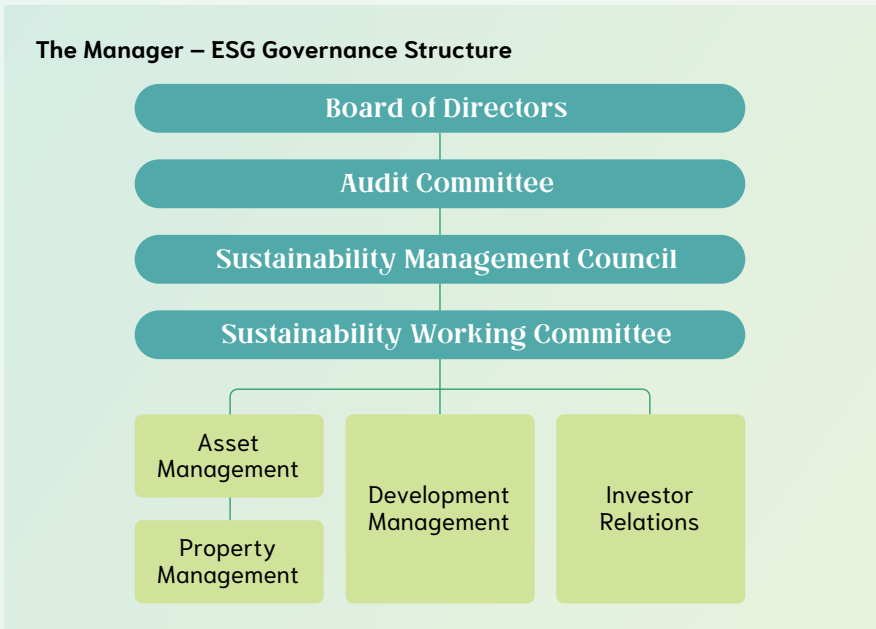 The Manager – ESG Governance Structure
Board of Directors
Audit Committee
Sustainability Management Council
Sustainability Working Committee
Asset
Management
Property
Management
Development
Management
Investor
Relations